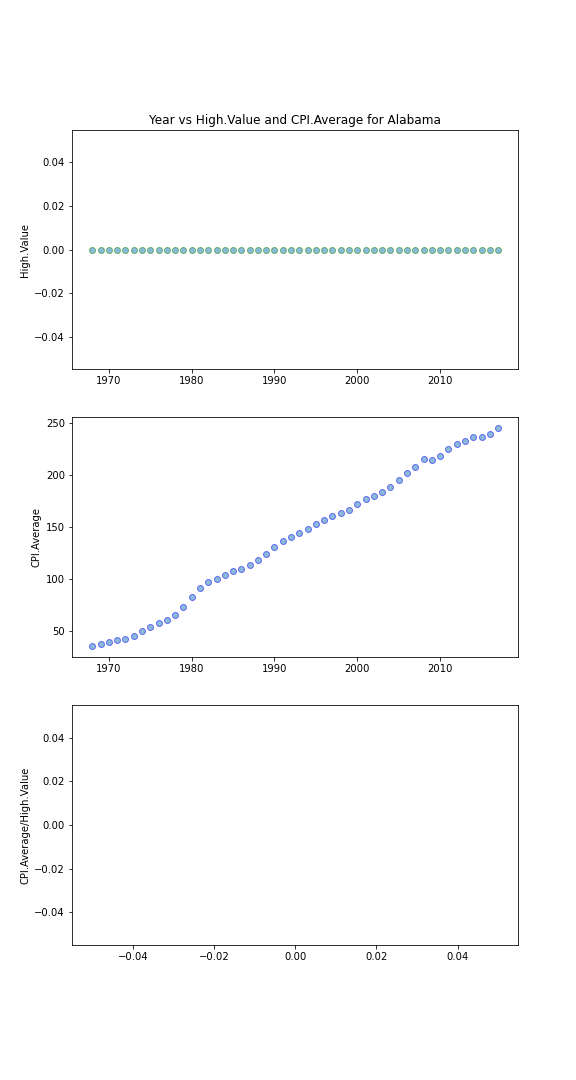 Year vs High.Value and CPI.Average for Alabama
0.04
0.02
0.00
−0.02
−0.04
High.Value
1970 1980 1990 2000 2010
250
200
150
100
50
CPI.Average
1970 1980 1990 2000 2010
0.04
0.02
0.00
−0.02
−0.04
CPI.Average/High.Value
−0.04 −0.02 0.00 0.02 0.04